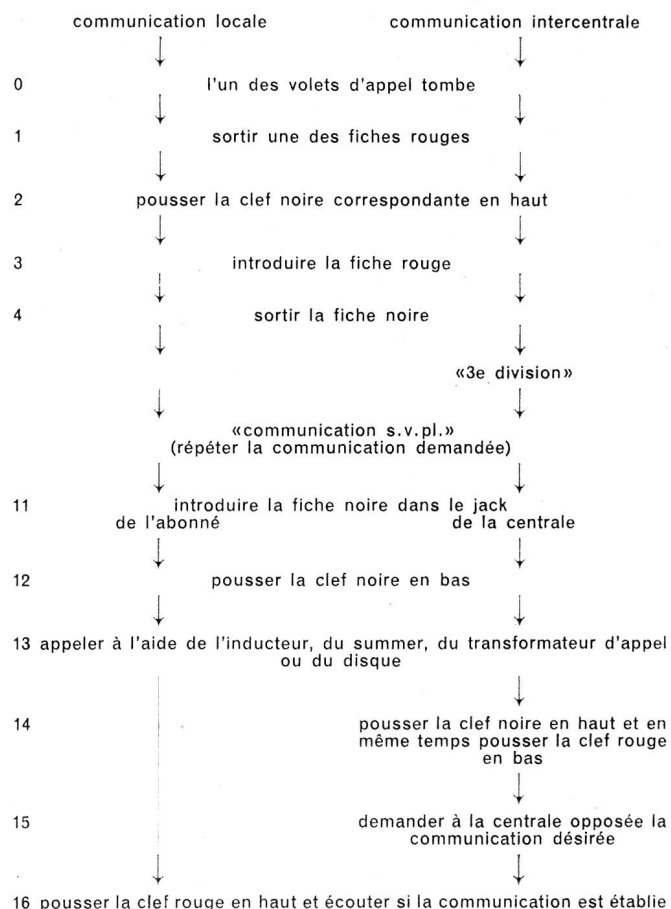 communication locale communication intercentrale
0 l'un des volets d'appel tombe
1 sortir une des fiches rouges
2 pousser la clef noire correspondante en haut
3 introduire la fiche rouge
4 sortir la fiche noire
«3e division»
«communication s.v.pl.»
(répéter la communication demandée)
11 introduire la fiche noire dans le jack
de l'abonné de la centrale
12 pousser la clef noire en bas
13 appeler à l'aide de l'inducteur, du summer, du transformateur d'appel
ou du disque
14 pousser la clef noire en haut et en
même temps pousser la clef rouge
en bas
15 demander à la centrale opposée la
communication désirée
16 pousser la clef rouge en haut et écouter si la communication est établie